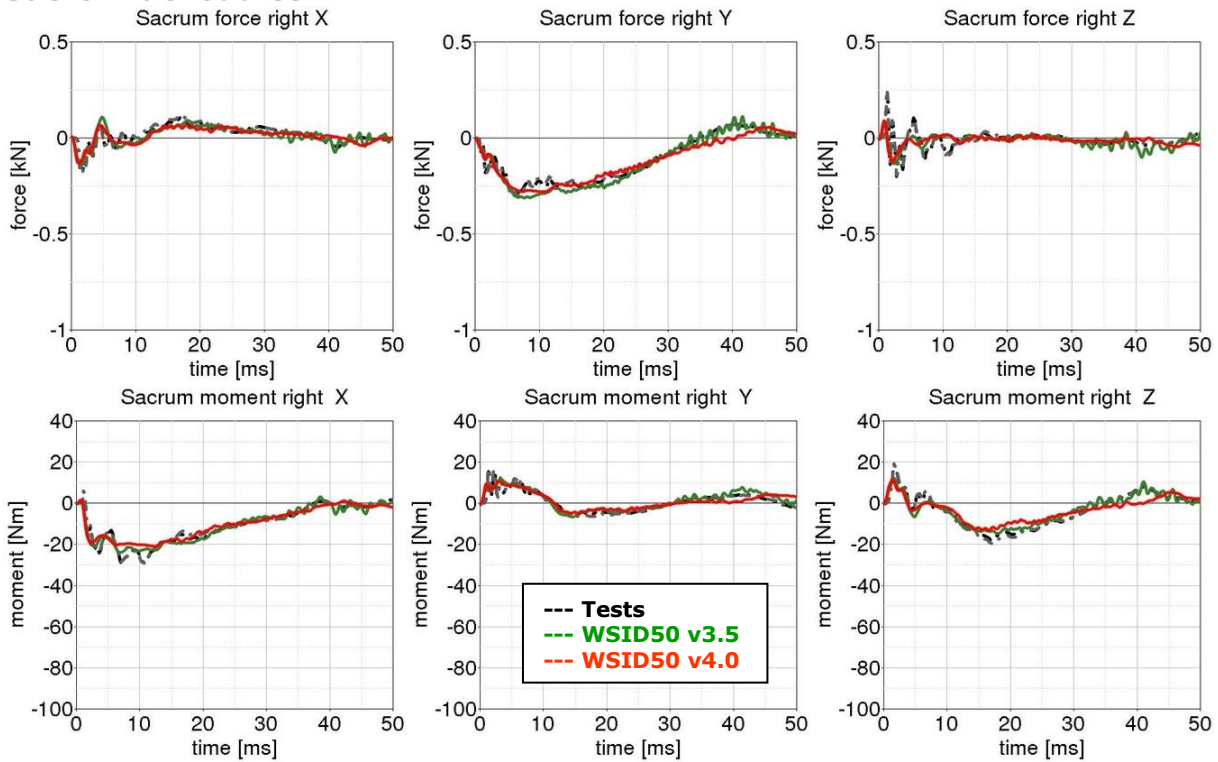 Sacrum force right X
Sacrum force right Y
Sacrum force right Z
0.5
0
-0.5
-1
force [kN]
0 10 20 30 40 50
time [ms]
0.5
0
-0.5
-1
force [kN]
0 10 20 30 40 50
time [ms]
0.5
0
-0.5
-1
force [kN]
0 10 20 30 40 50
time [ms]
Sacrum moment right X
Sacrum moment right Y
Sacrum moment right Z
40
20
0
-20
-40
-60
-80
-100
moment [Nm]
0 10 20 30 40 50
time [ms]
40
20
0
-20
-40
-60
-80
-100
moment [Nm]
0 10 20 30 40 50
time [ms]
--- Tests
--- WSID50 v3.5
--- WSID50 v4.0
40
20
0
-20
-40
-60
-80
-100
moment [Nm]
0 10 20 30 40 50
time [ms]